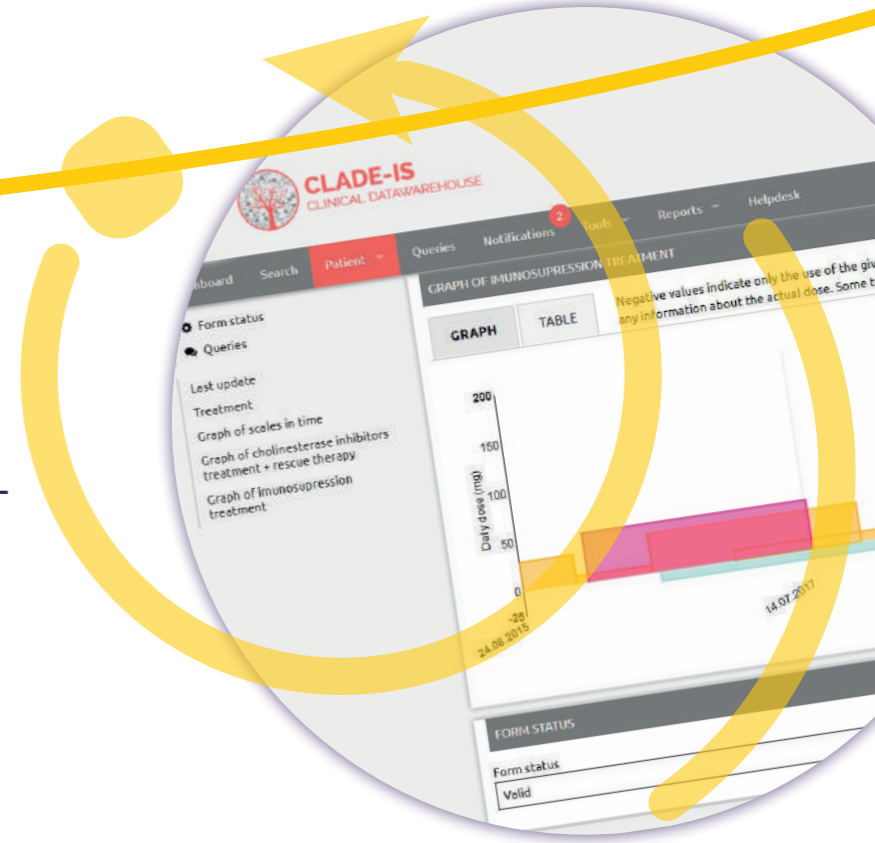 CLADE-IS
CLINICAL DATAWAREHOUSE
Search
Patient
Queries
Notifications
2
Tools
Reports
Helpdesk
Form status
Queries
Last update
Treatment
Graph of scales in time
Graph of cholinesterase inhibitors
treatment + rescue therapy
Graph of imunosupression
treatment
GRAPH OF IMUNOSUPRESSION TREATMENT
GRAPH
TABLE
Negative values indicate only the use of the
any information about the actual dose. Some
Daily dose (mg)
200
150
100
50
0
-25
24.08.2015
14.07.2017
FORM STATUS
Form status
Valid